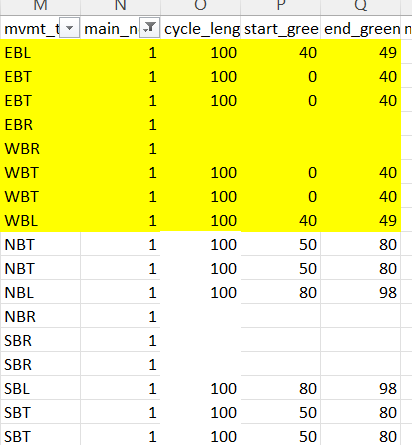 M N O P Q
mvmt_t main_n cycle_leng start_gree end_green n
EBL 1 100 40 49
EBT 1 100 0 40
EBT 1 100 0 40
EBR 1
WBR 1
WBT 1 100 0 40
WBT 1 100 0 40
WBL 1 100 40 49
NBT 1 100 50 80
NBT 1 100 50 80
NBL 1 100 80 98
NBR 1
SBR 1
SBR 1
SBL 1 100 80 98
SBT 1 100 50 80
SBT 1 100 50 80